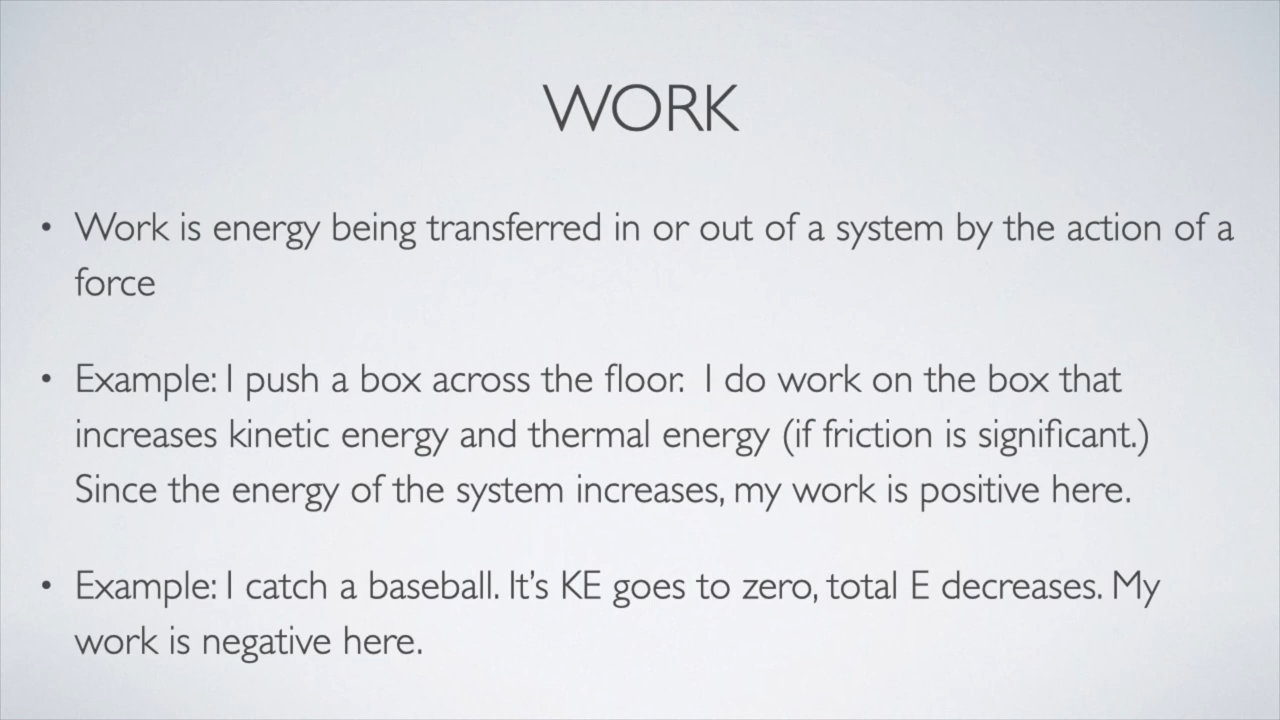 WORK
• Work is energy being transferred in or out of a system by the action of a
force
• Example: I push a box across the floor.  I do work on the box that
increases kinetic energy and thermal energy (if friction is significant.)
Since the energy of the system increases, my work is positive here.
• Example: I catch a baseball. It’s KE goes to zero, total E decreases. My
work is negative here.